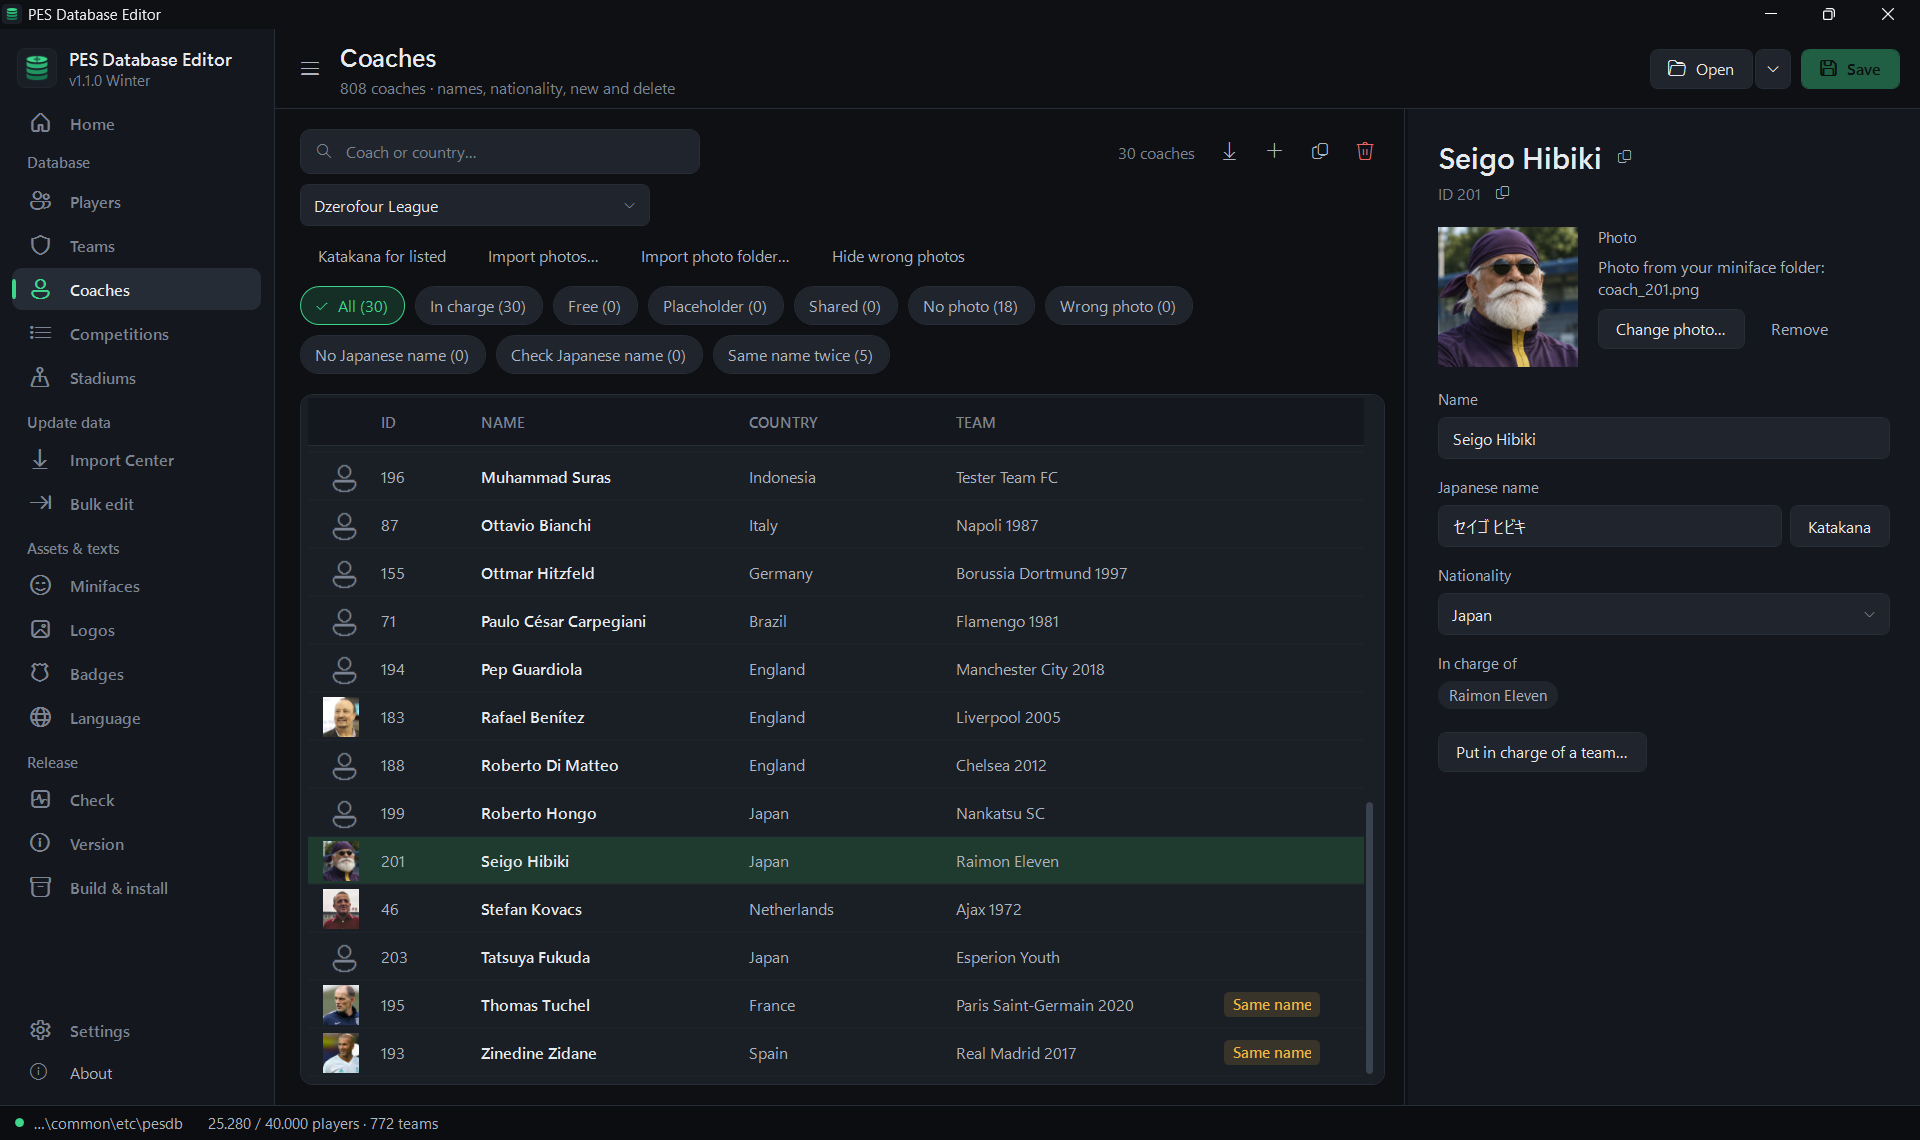 PES Database Editor
PES Database Editor
v1.1.0 Winter
Home
Database
Players
Teams
Coaches
Competitions
Stadiums
Update data
Import Center
Bulk edit
Assets & texts
Minifaces
Logos
Badges
Language
Release
Check
Version
Build & install
Settings
About
Coaches
808 coaches · names, nationality, new and delete
Open
Save
Coach or country...
30 coaches
Dzerofour League
Katakana for listed
Import photos...
Import photo folder...
Hide wrong photos
All (30)
In charge (30)
Free (0)
Placeholder (0)
Shared (0)
No photo (18)
Wrong photo (0)
No Japanese name (0)
Check Japanese name (0)
Same name twice (5)
ID NAME COUNTRY TEAM
196 Muhammad Suras Indonesia Tester Team FC
87 Ottavio Bianchi Italy Napoli 1987
155 Ottmar Hitzfeld Germany Borussia Dortmund 1997
71 Paulo César Carpegiani Brazil Flamengo 1981
194 Pep Guardiola England Manchester City 2018
183 Rafael Benítez England Liverpool 2005
188 Roberto Di Matteo England Chelsea 2012
199 Roberto Hongo Japan Nankatsu SC
201 Seigo Hibiki Japan Raimon Eleven
46 Stefan Kovacs Netherlands Ajax 1972
203 Tatsuya Fukuda Japan Esperion Youth
195 Thomas Tuchel France Paris Saint-Germain 2020 Same name
193 Zinedine Zidane Spain Real Madrid 2017 Same name
Seigo Hibiki
ID 201
Photo
Photo from your miniface folder:
coach_201.png
Change photo...
Remove
Name
Seigo Hibiki
Japanese name
セイゴ ヒビキ
Katakana
Nationality
Japan
In charge of
Raimon Eleven
Put in charge of a team...
...\common\etc\pesdb
25.280 / 40.000 players · 772 teams